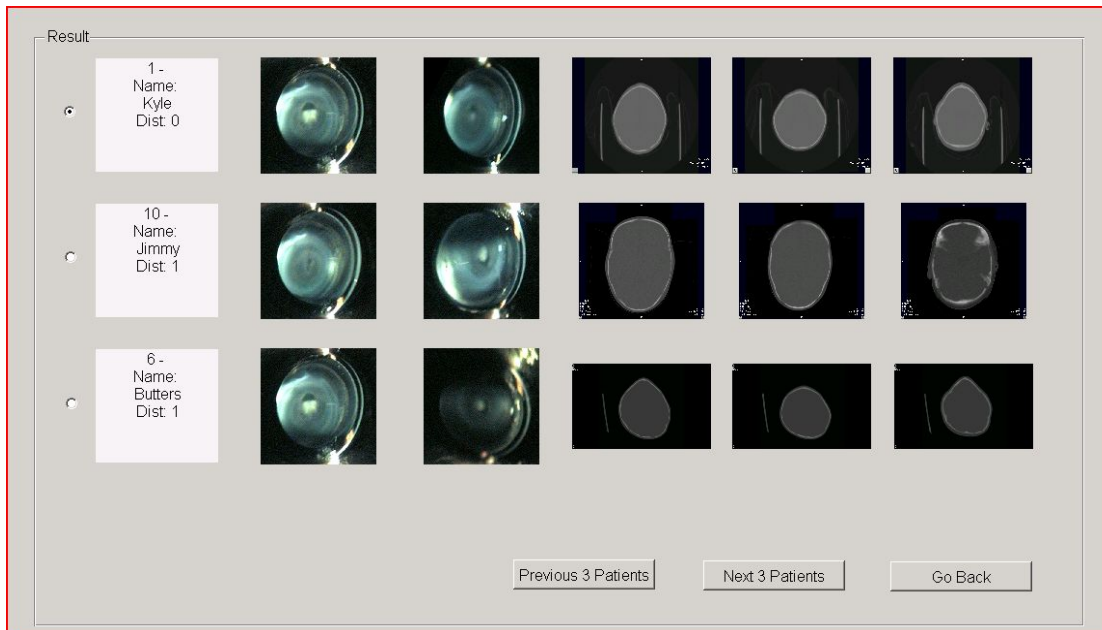 Result
1 -
Name:
Kyle
Dist: 0
10 -
Name:
Jimmy
Dist: 1
6 -
Name:
Butters
Dist: 1
Previous 3 Patients
Next 3 Patients
Go Back